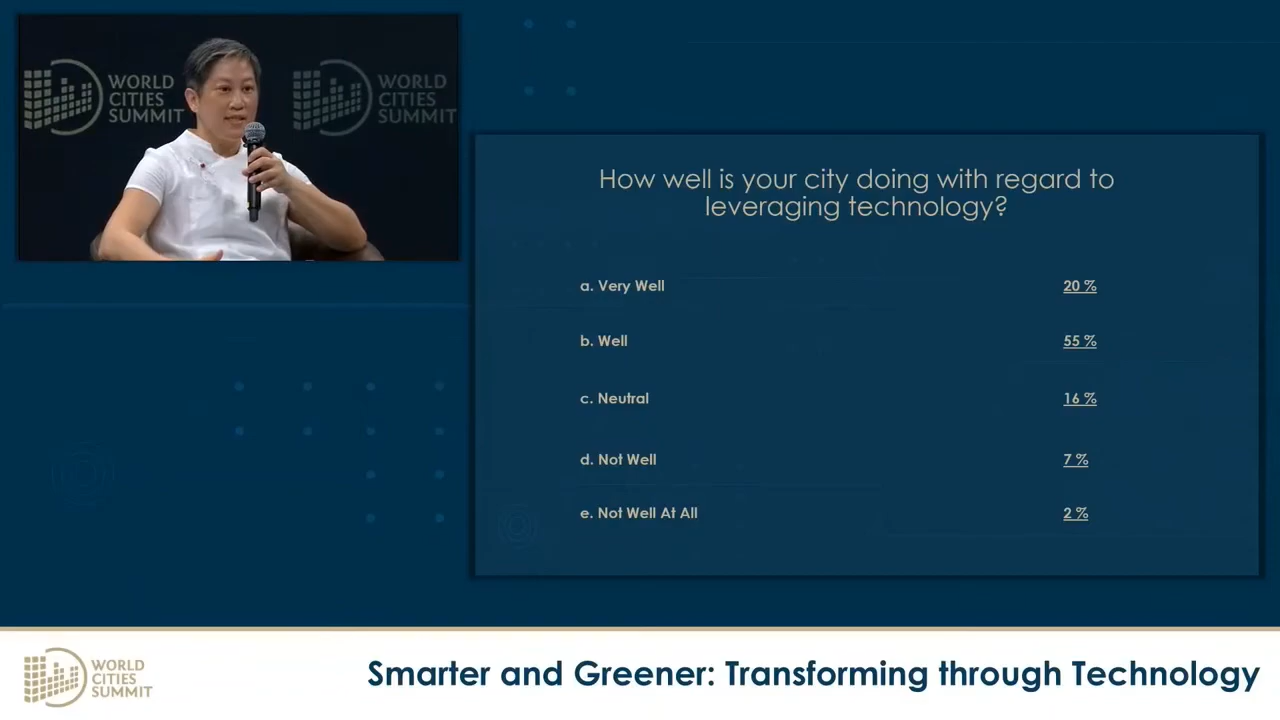 WORLD
CITIES
SUMMIT
WORLD
CITIES
SUMMIT
How well is your city doing with regard to
leveraging technology?
a. Very Well 20 %
b. Well 55 %
c. Neutral 16 %
d. Not Well 7 %
e. Not Well At All 2 %
WORLD
CITIES
SUMMIT
Smarter and Greener: Transforming through Technology